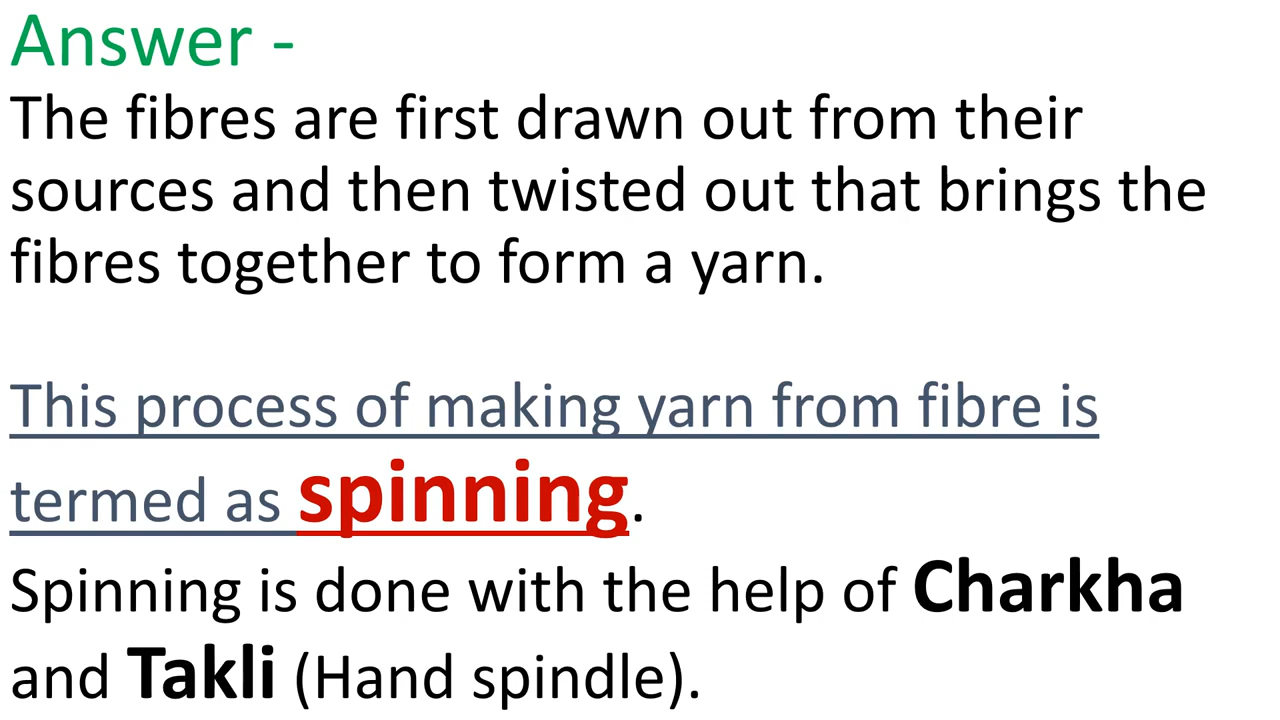 Answer -
The fibres are first drawn out from their
sources and then twisted out that brings the
fibres together to form a yarn.
This process of making yarn from fibre is
termed as spinning.
Spinning is done with the help of Charkha
and Takli (Hand spindle).